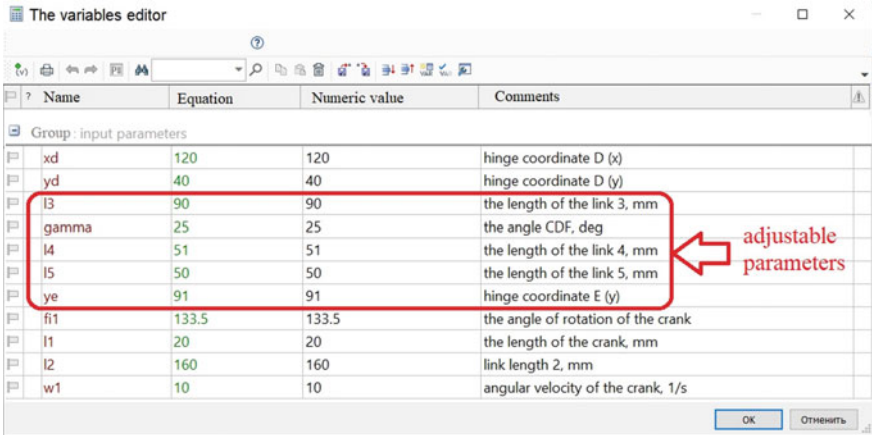 The variables editor
? Name Equation Numeric value Comments
Group : input parameters
xd 120 120 hinge coordinate D (x)
yd 40 40 hinge coordinate D (y)
l3 90 90 the length of the link 3, mm
gamma 25 25 the angle CDF, deg
l4 51 51 the length of the link 4, mm
l5 50 50 the length of the link 5, mm
ye 91 91 hinge coordinate E (y)
fi1 133.5 133.5 the angle of rotation of the crank
l1 20 20 the length of the crank, mm
l2 160 160 link length 2, mm
w1 10 10 angular velocity of the crank, 1/s
adjustable
parameters
OK Отменить